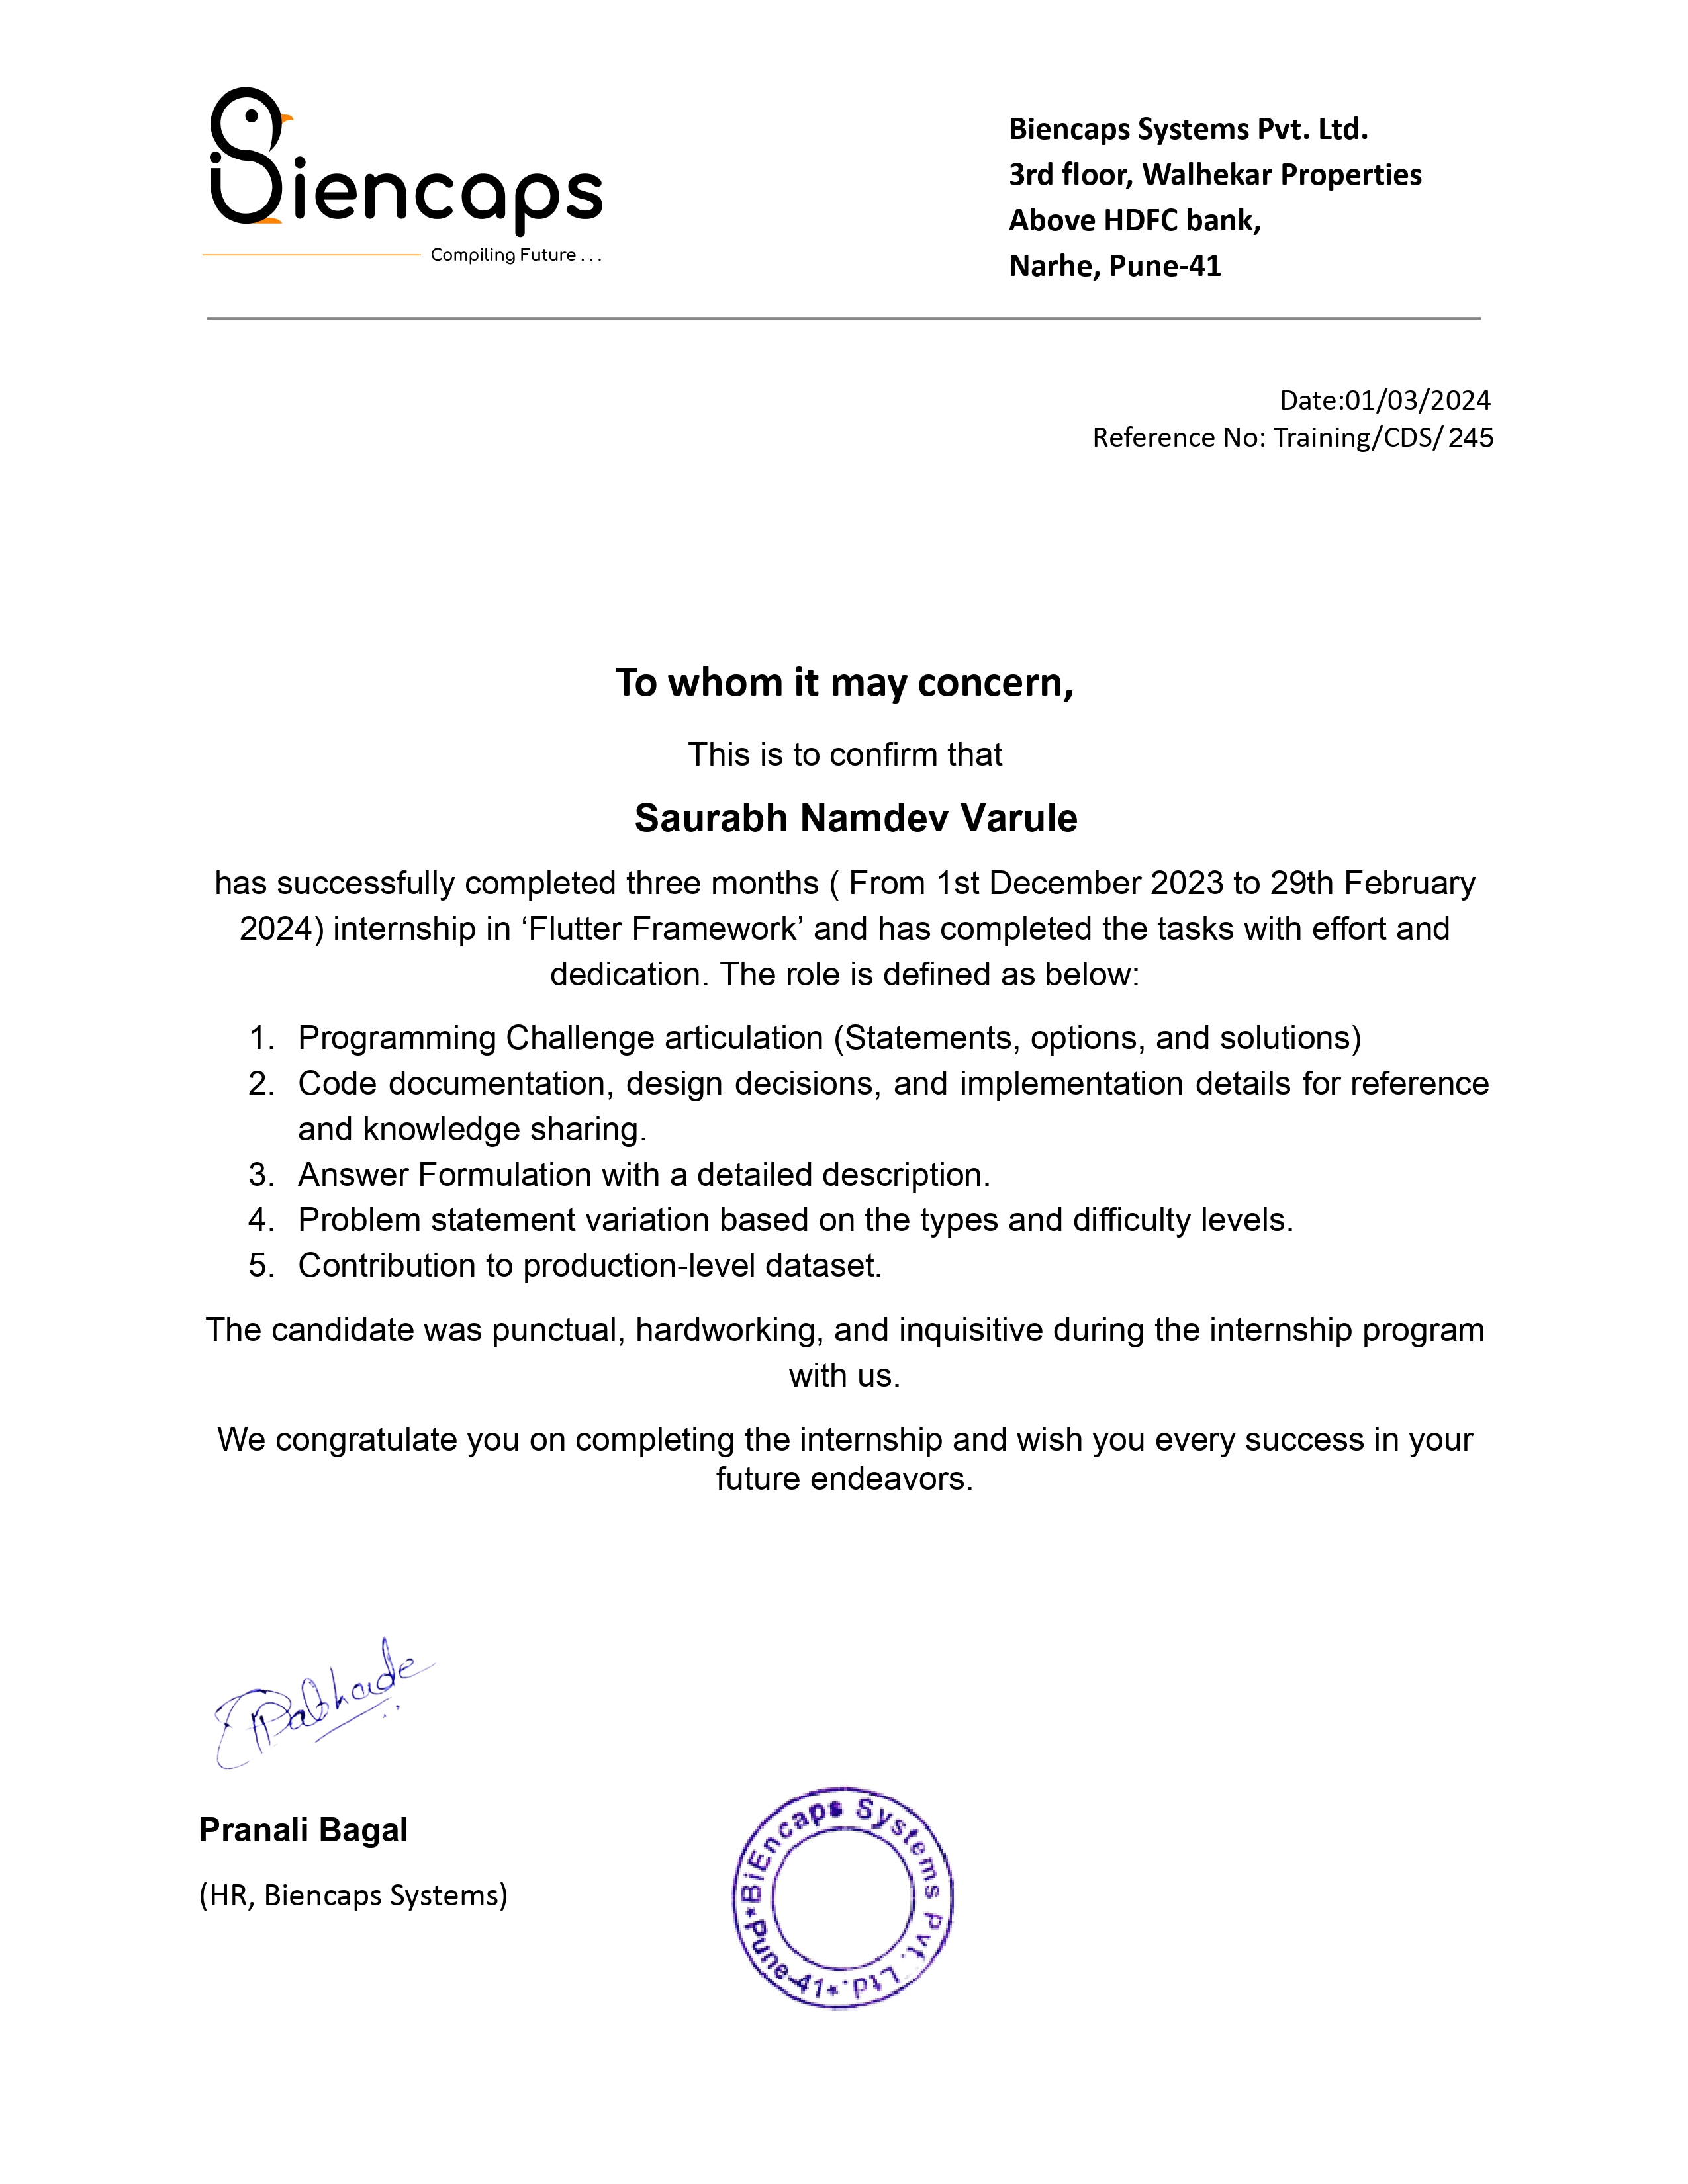 Biencaps
Compiling Future . . .
Biencaps Systems Pvt. Ltd.
3rd floor, Walhekar Properties
Above HDFC bank,
Narhe, Pune-41
Date:01/03/2024
Reference No: Training/CDS/ 245
To whom it may concern,
This is to confirm that
Saurabh Namdev Varule
has successfully completed three months ( From 1st December 2023 to 29th February
2024) internship in ‘Flutter Framework’ and has completed the tasks with effort and
dedication. The role is defined as below:
1. Programming Challenge articulation (Statements, options, and solutions)
2. Code documentation, design decisions, and implementation details for reference
and knowledge sharing.
3. Answer Formulation with a detailed description.
4. Problem statement variation based on the types and difficulty levels.
5. Contribution to production-level dataset.
The candidate was punctual, hardworking, and inquisitive during the internship program
with us.
We congratulate you on completing the internship and wish you every success in your
future endeavors.
Pranali Bagal
(HR, Biencaps Systems)
BiEncaps Systems Pvt. Ltd.
*Pune-41*